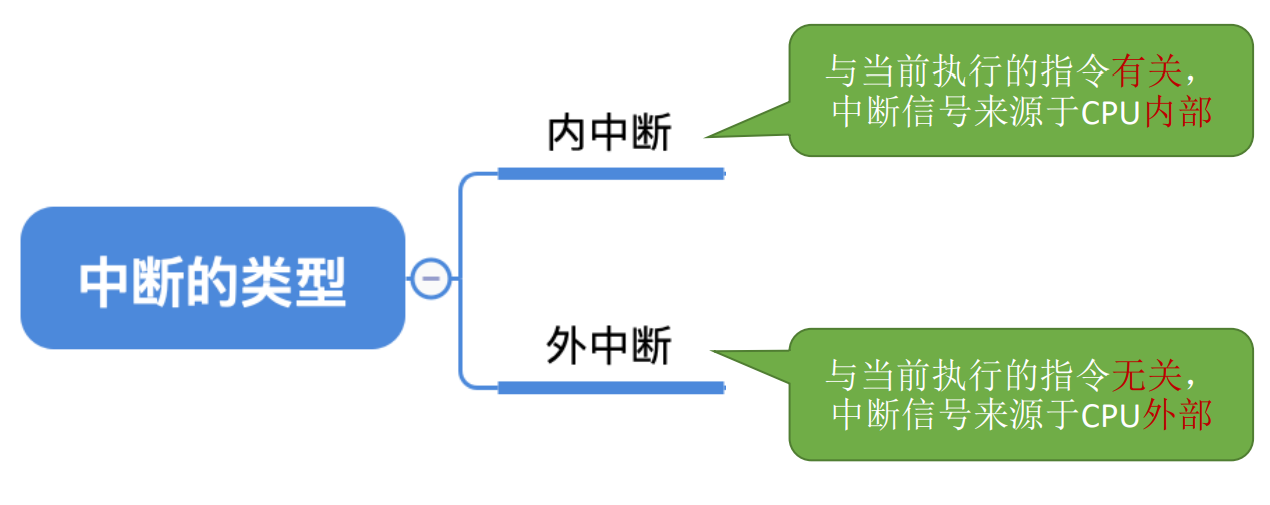 与当前执行的指令有关，
中断信号来源于CPU内部
内中断
中断的类型
外中断
与当前执行的指令无关，
中断信号来源于CPU外部